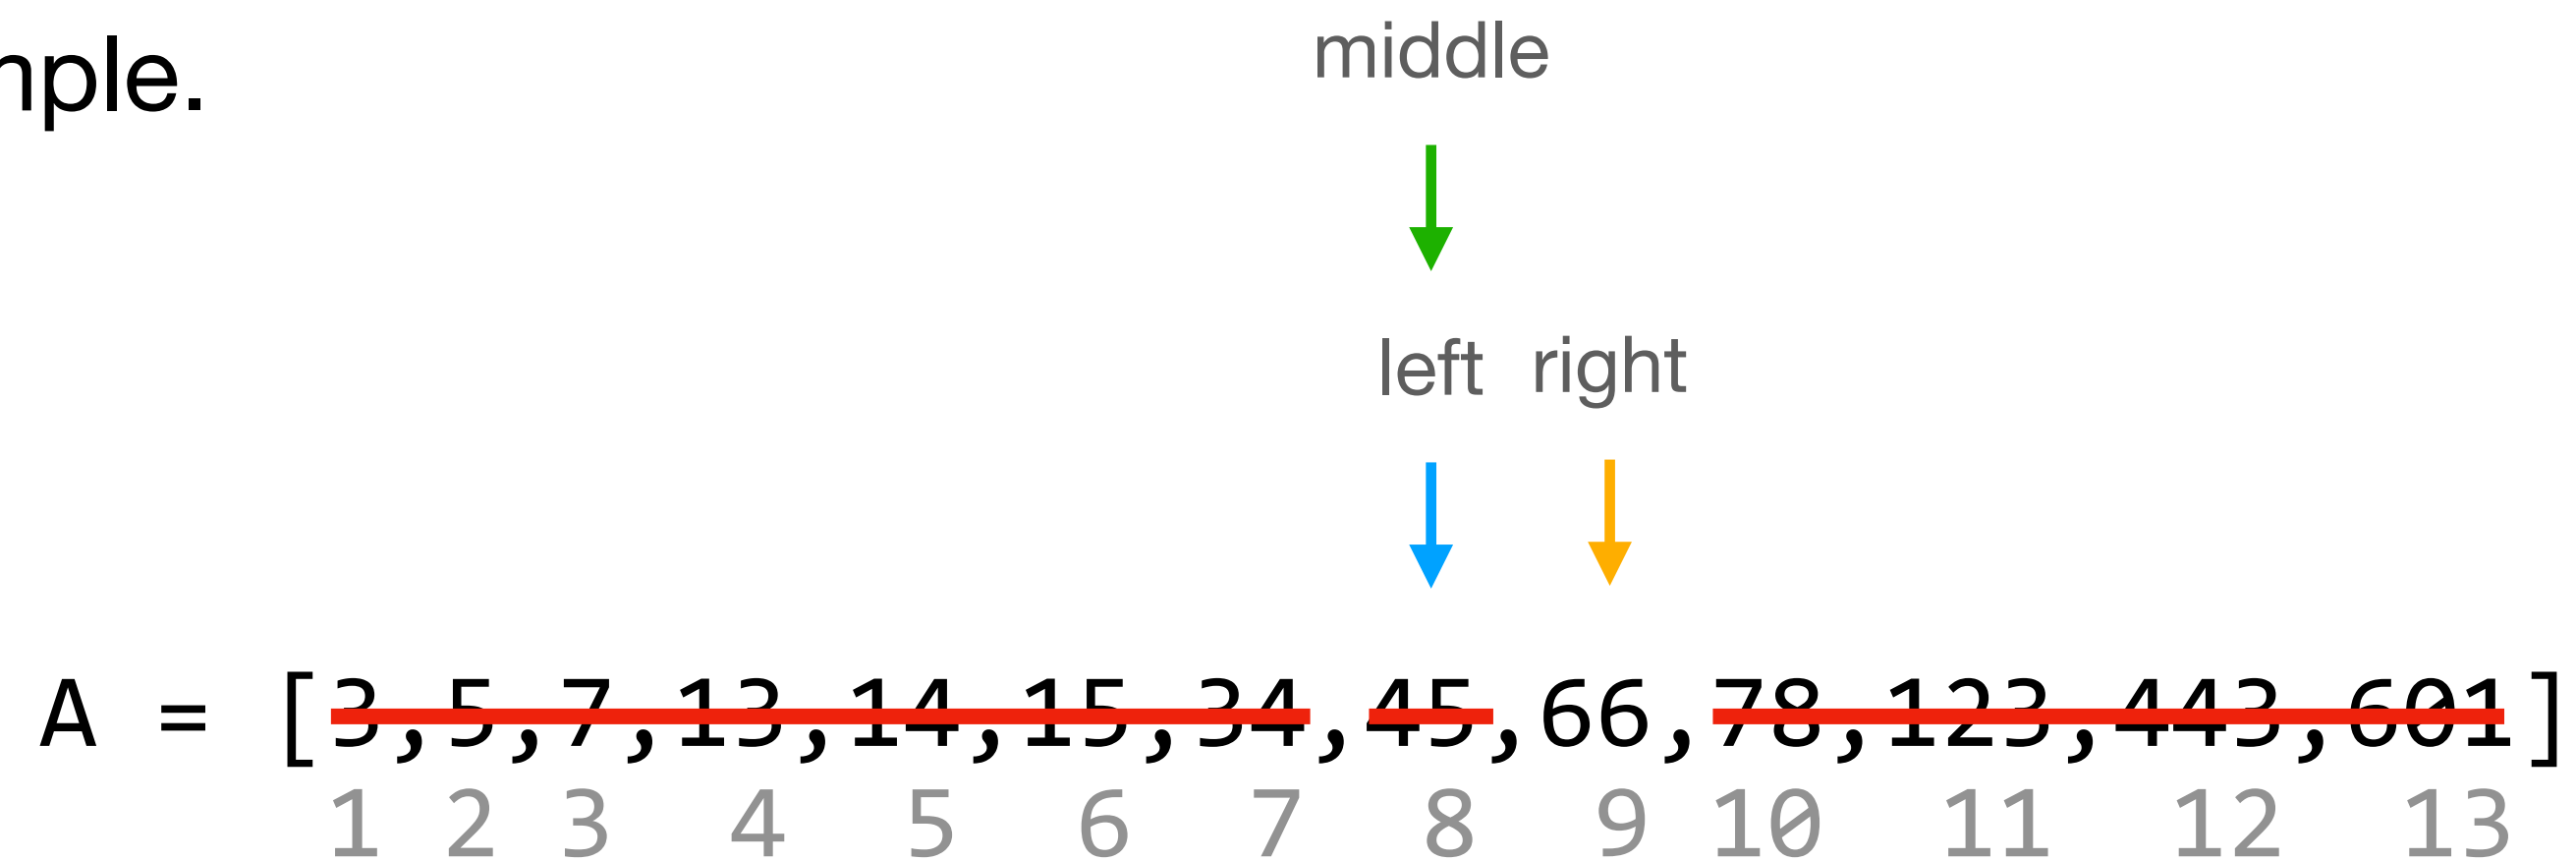 nple.
middle
left right
A = [3,5,7,13,14,15,34,45,66,78,123,443,601]
1 2 3 4 5 6 7 8 9 10 11 12 13